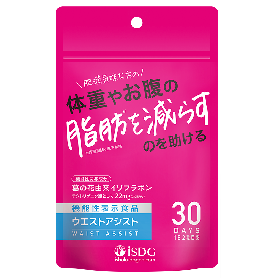 体重やお腹の
脂肪を減らす
のを助ける
葛の花由来イソフラボン
機能性表示食品
ウエストアシスト
WAIST ASSIST
30
DAYS
iSDG